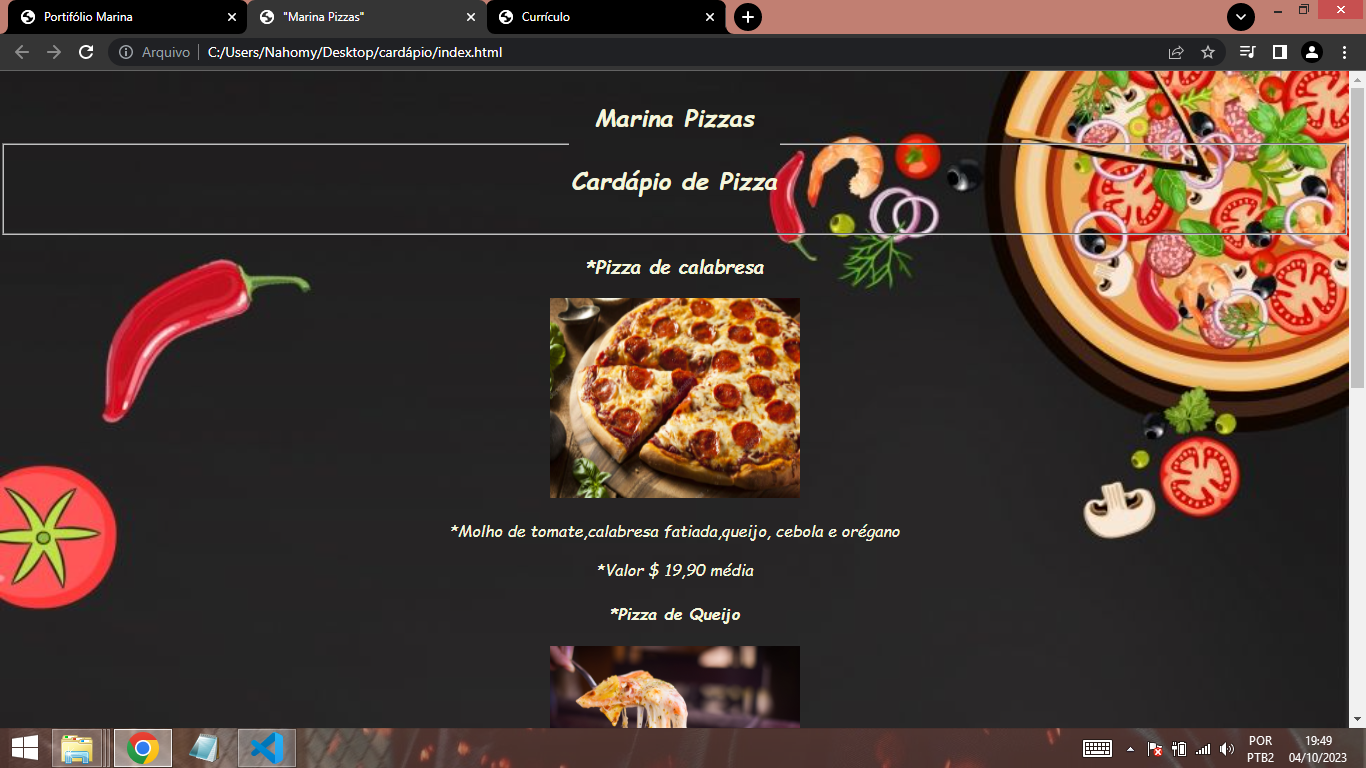 Portifólio Marina
"Marina Pizzas"
Currículo
Arquivo
C:/Users/Nahomy/Desktop/cardápio/index.html
Marina Pizzas
Cardápio de Pizza
*Pizza de calabresa
*Molho de tomate,calabresa fatiada,queijo, cebola e orégano
*Valor $ 19,90 média
*Pizza de Queijo
POR
19:49
PTB2
04/10/2023